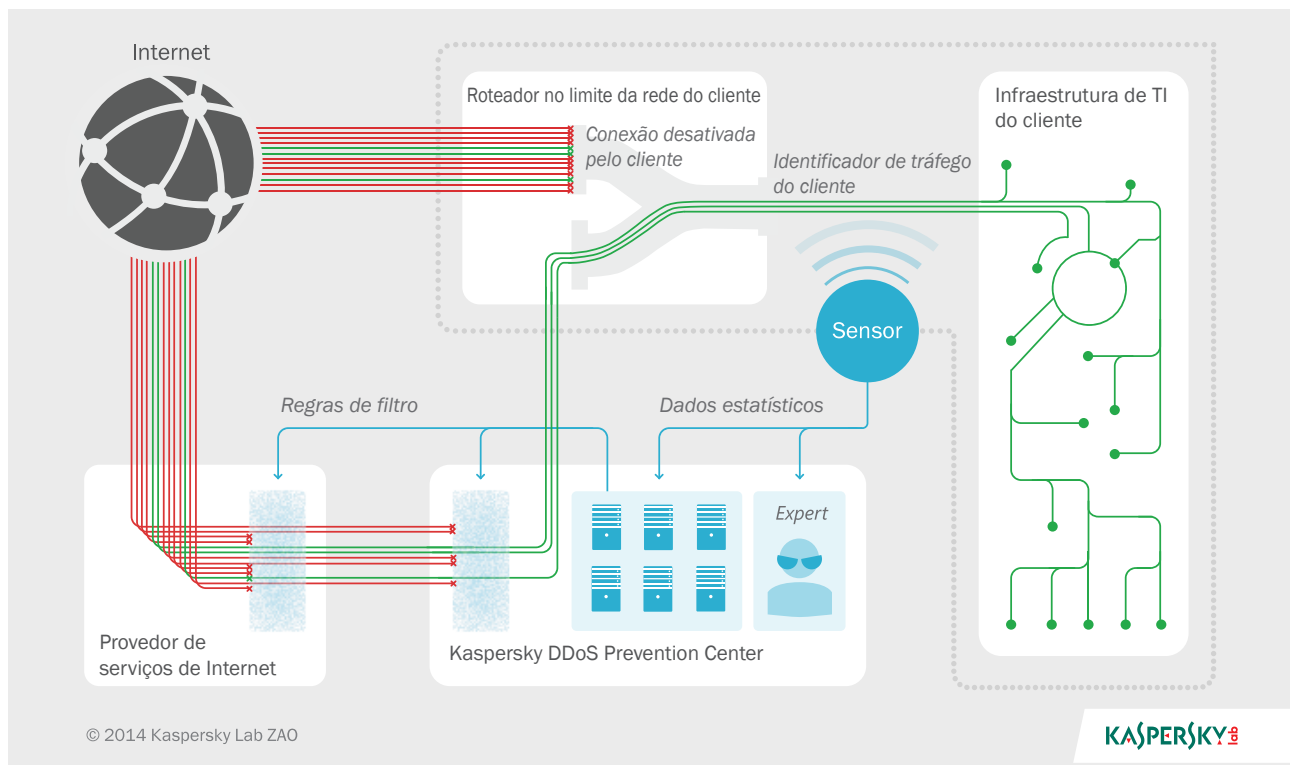 Internet
Roteador no limite da rede do cliente
Conexão desativada
pelo cliente
Identificador de tráfego
do cliente
Infraestrutura de TI
do cliente
Sensor
Regras de filtro
Dados estatísticos
Expert
Provedor de
serviços de Internet
Kaspersky DDoS Prevention Center
© 2014 Kaspersky Lab ZAO
KASPERSKY lab